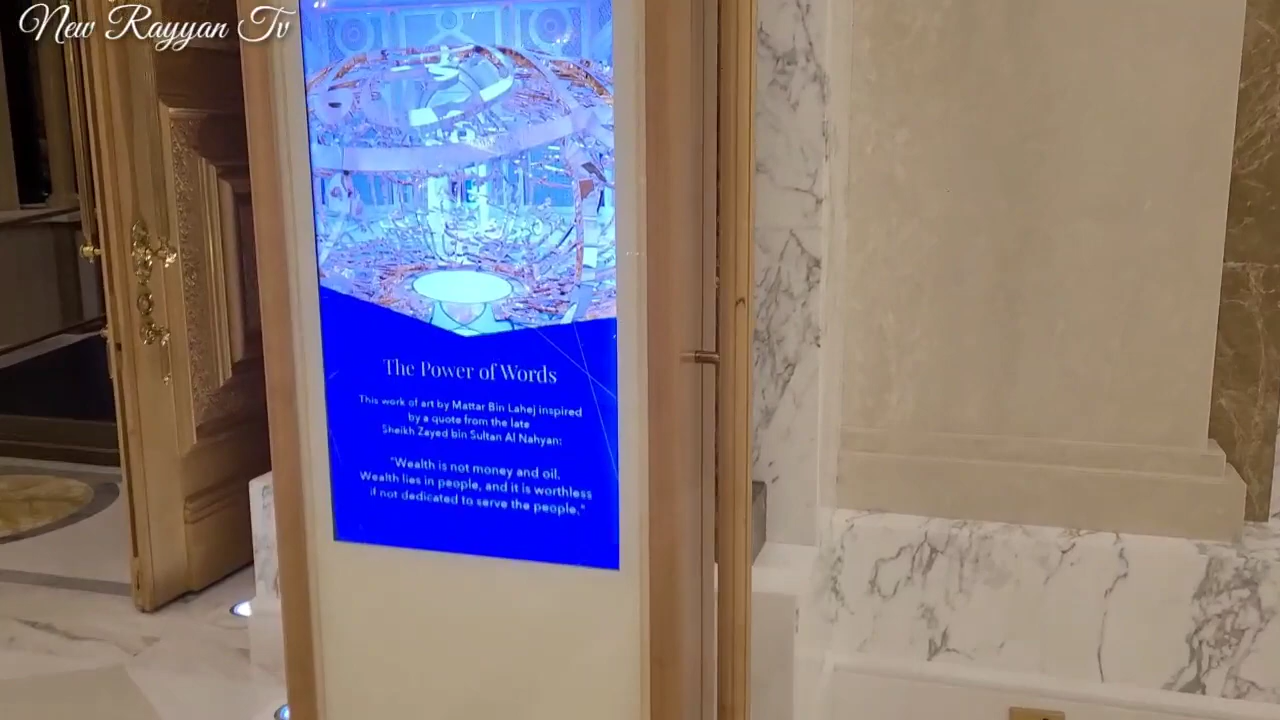 New Rayyan Tv
The Power of Words
This work of art by Mattar Bin Lahej inspired
by a quote from the late
Sheikh Zayed bin Sultan Al Nahyan:
"Wealth is not money and oil.
Wealth lies in people, and it is worthless
if not dedicated to serve the people."